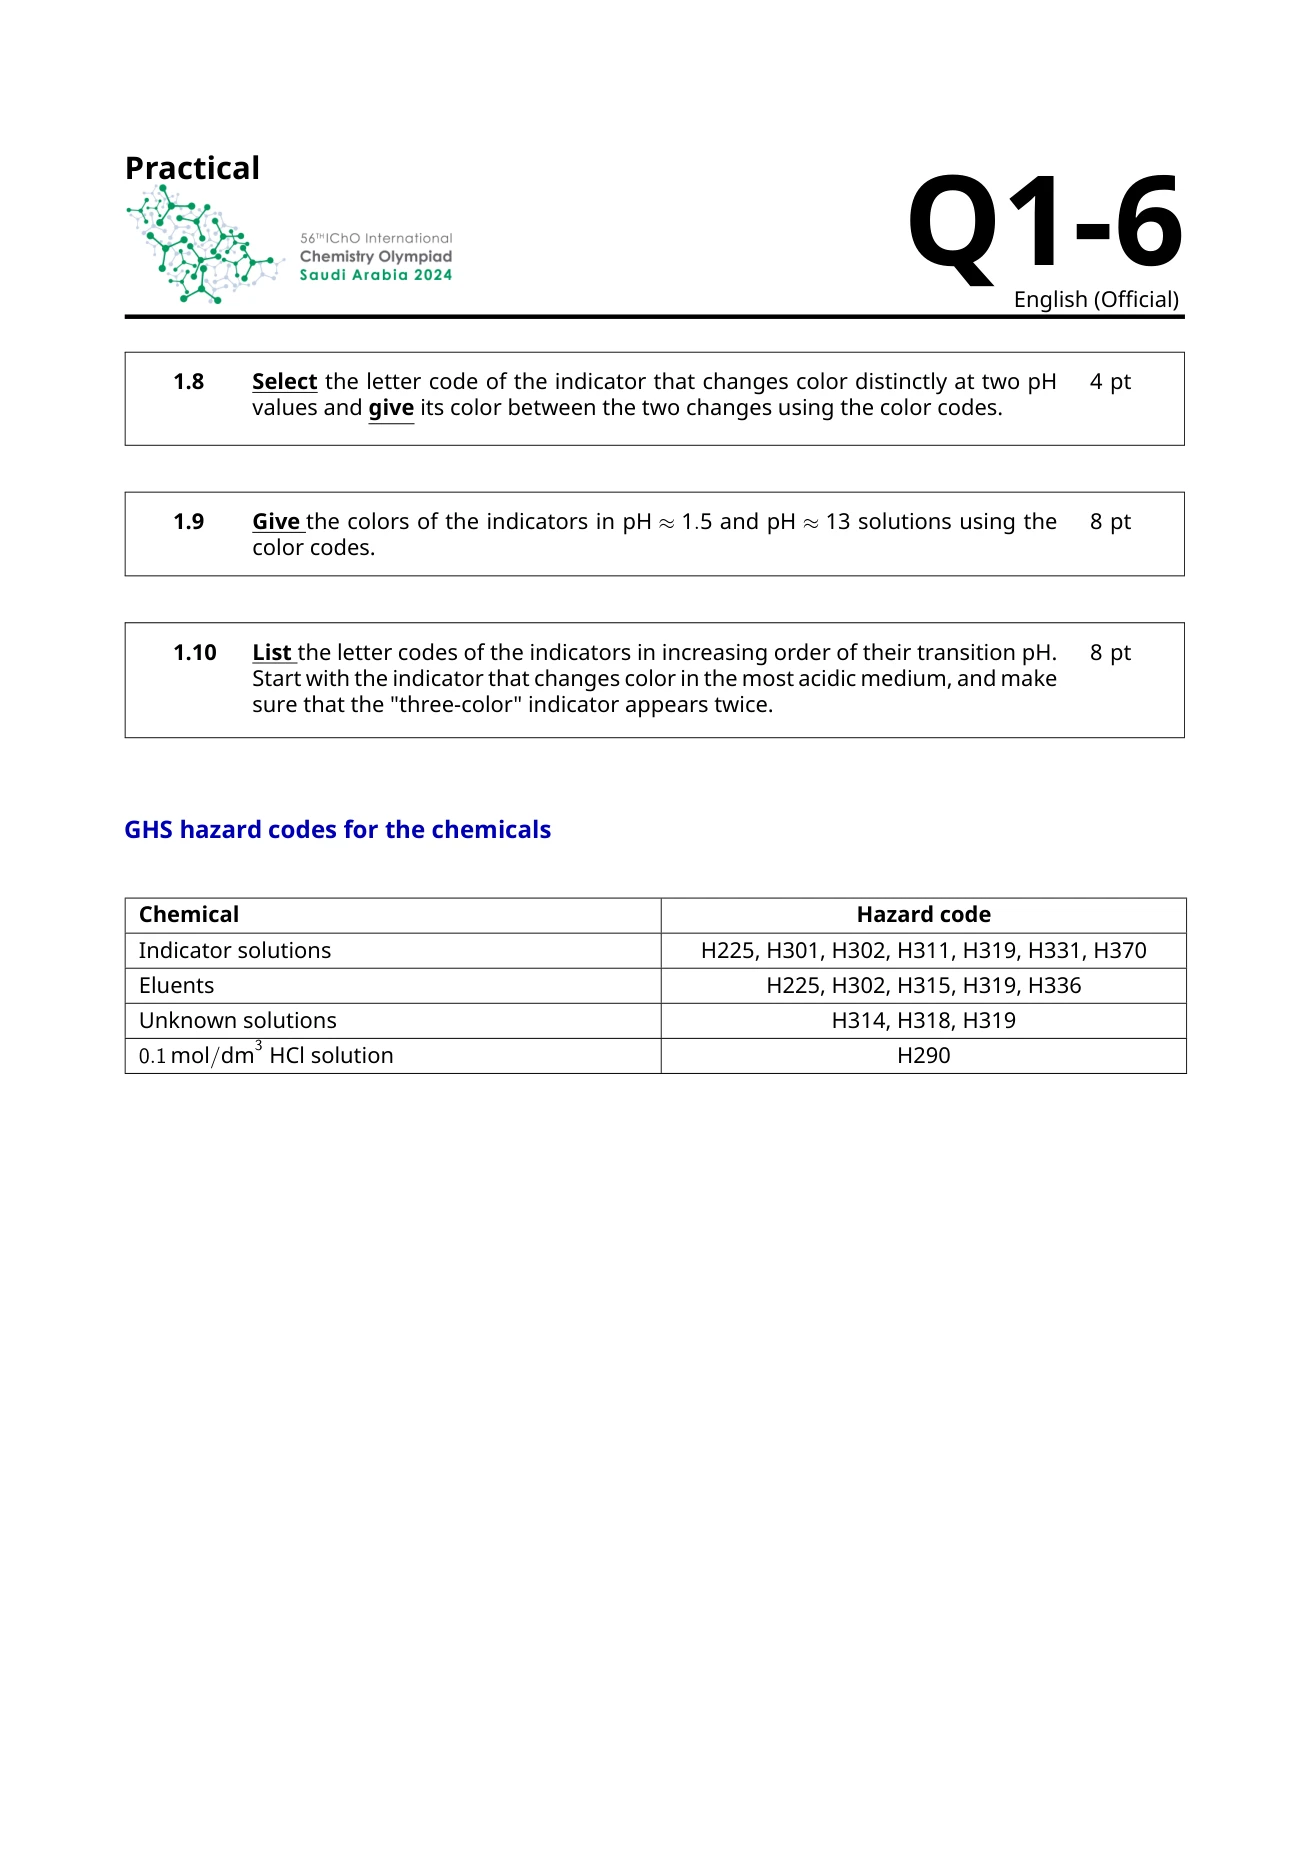 Practical
56ᵀᴴIChO International
Chemistry Olympiad
Saudi Arabia 2024
Q1-6
English (Official)
1.8 Select the letter code of the indicator that changes color distinctly at two pH 4 pt
values and give its color between the two changes using the color codes.
1.9 Give the colors of the indicators in pH ≈ 1.5 and pH ≈ 13 solutions using the 8 pt
color codes.
1.10 List the letter codes of the indicators in increasing order of their transition pH. 8 pt
Start with the indicator that changes color in the most acidic medium, and make
sure that the "three-color" indicator appears twice.
GHS hazard codes for the chemicals
Chemical Hazard code
Indicator solutions H225, H301, H302, H311, H319, H331, H370
Eluents H225, H302, H315, H319, H336
Unknown solutions H314, H318, H319
0.1 mol/dm³ HCl solution H290